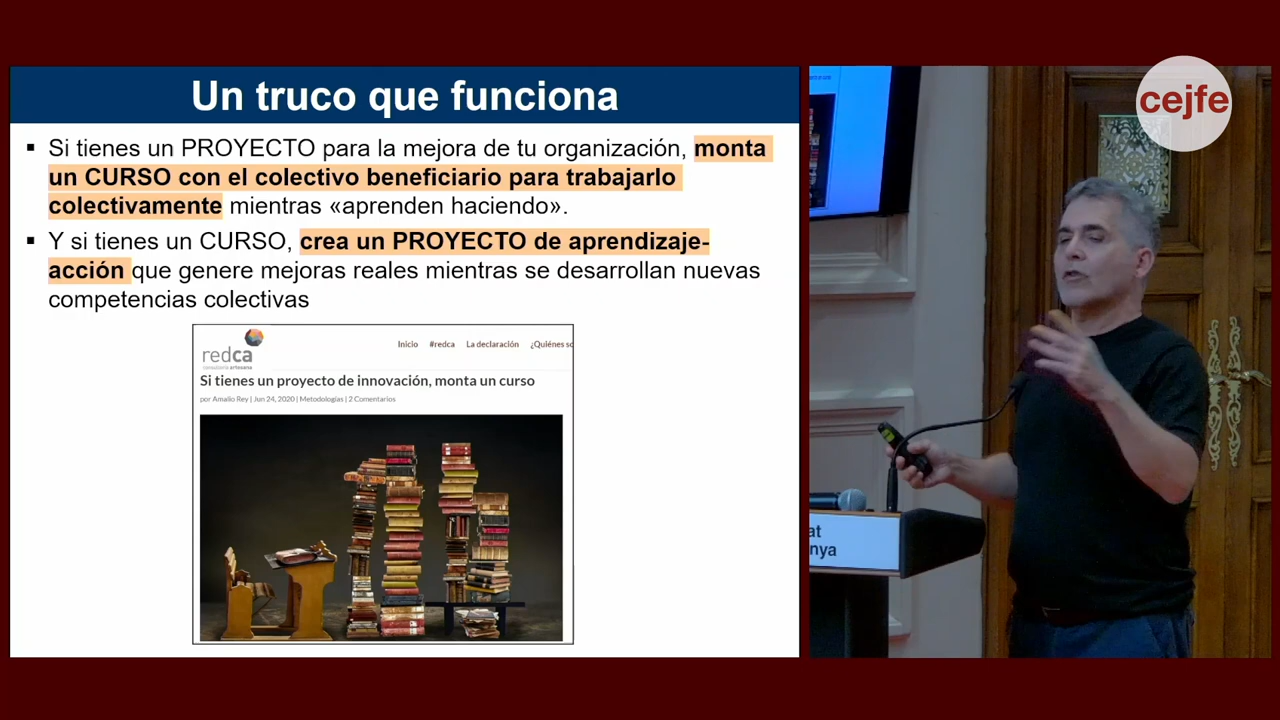 Un truco que funciona
▪ Si tienes un PROYECTO para la mejora de tu organización, monta
un CURSO con el colectivo beneficiario para trabajarlo
colectivamente mientras «aprenden haciendo».
▪ Y si tienes un CURSO, crea un PROYECTO de aprendizaje-
acción que genere mejoras reales mientras se desarrollan nuevas
competencias colectivas
redca
consultoría artesana
Inicio #redca La declaración ¿Quiénes so
Si tienes un proyecto de innovación, monta un curso
por Amalio Rey | Jun 24, 2020 | Metodologías | 2 Comentarios
cejfe
at
nya